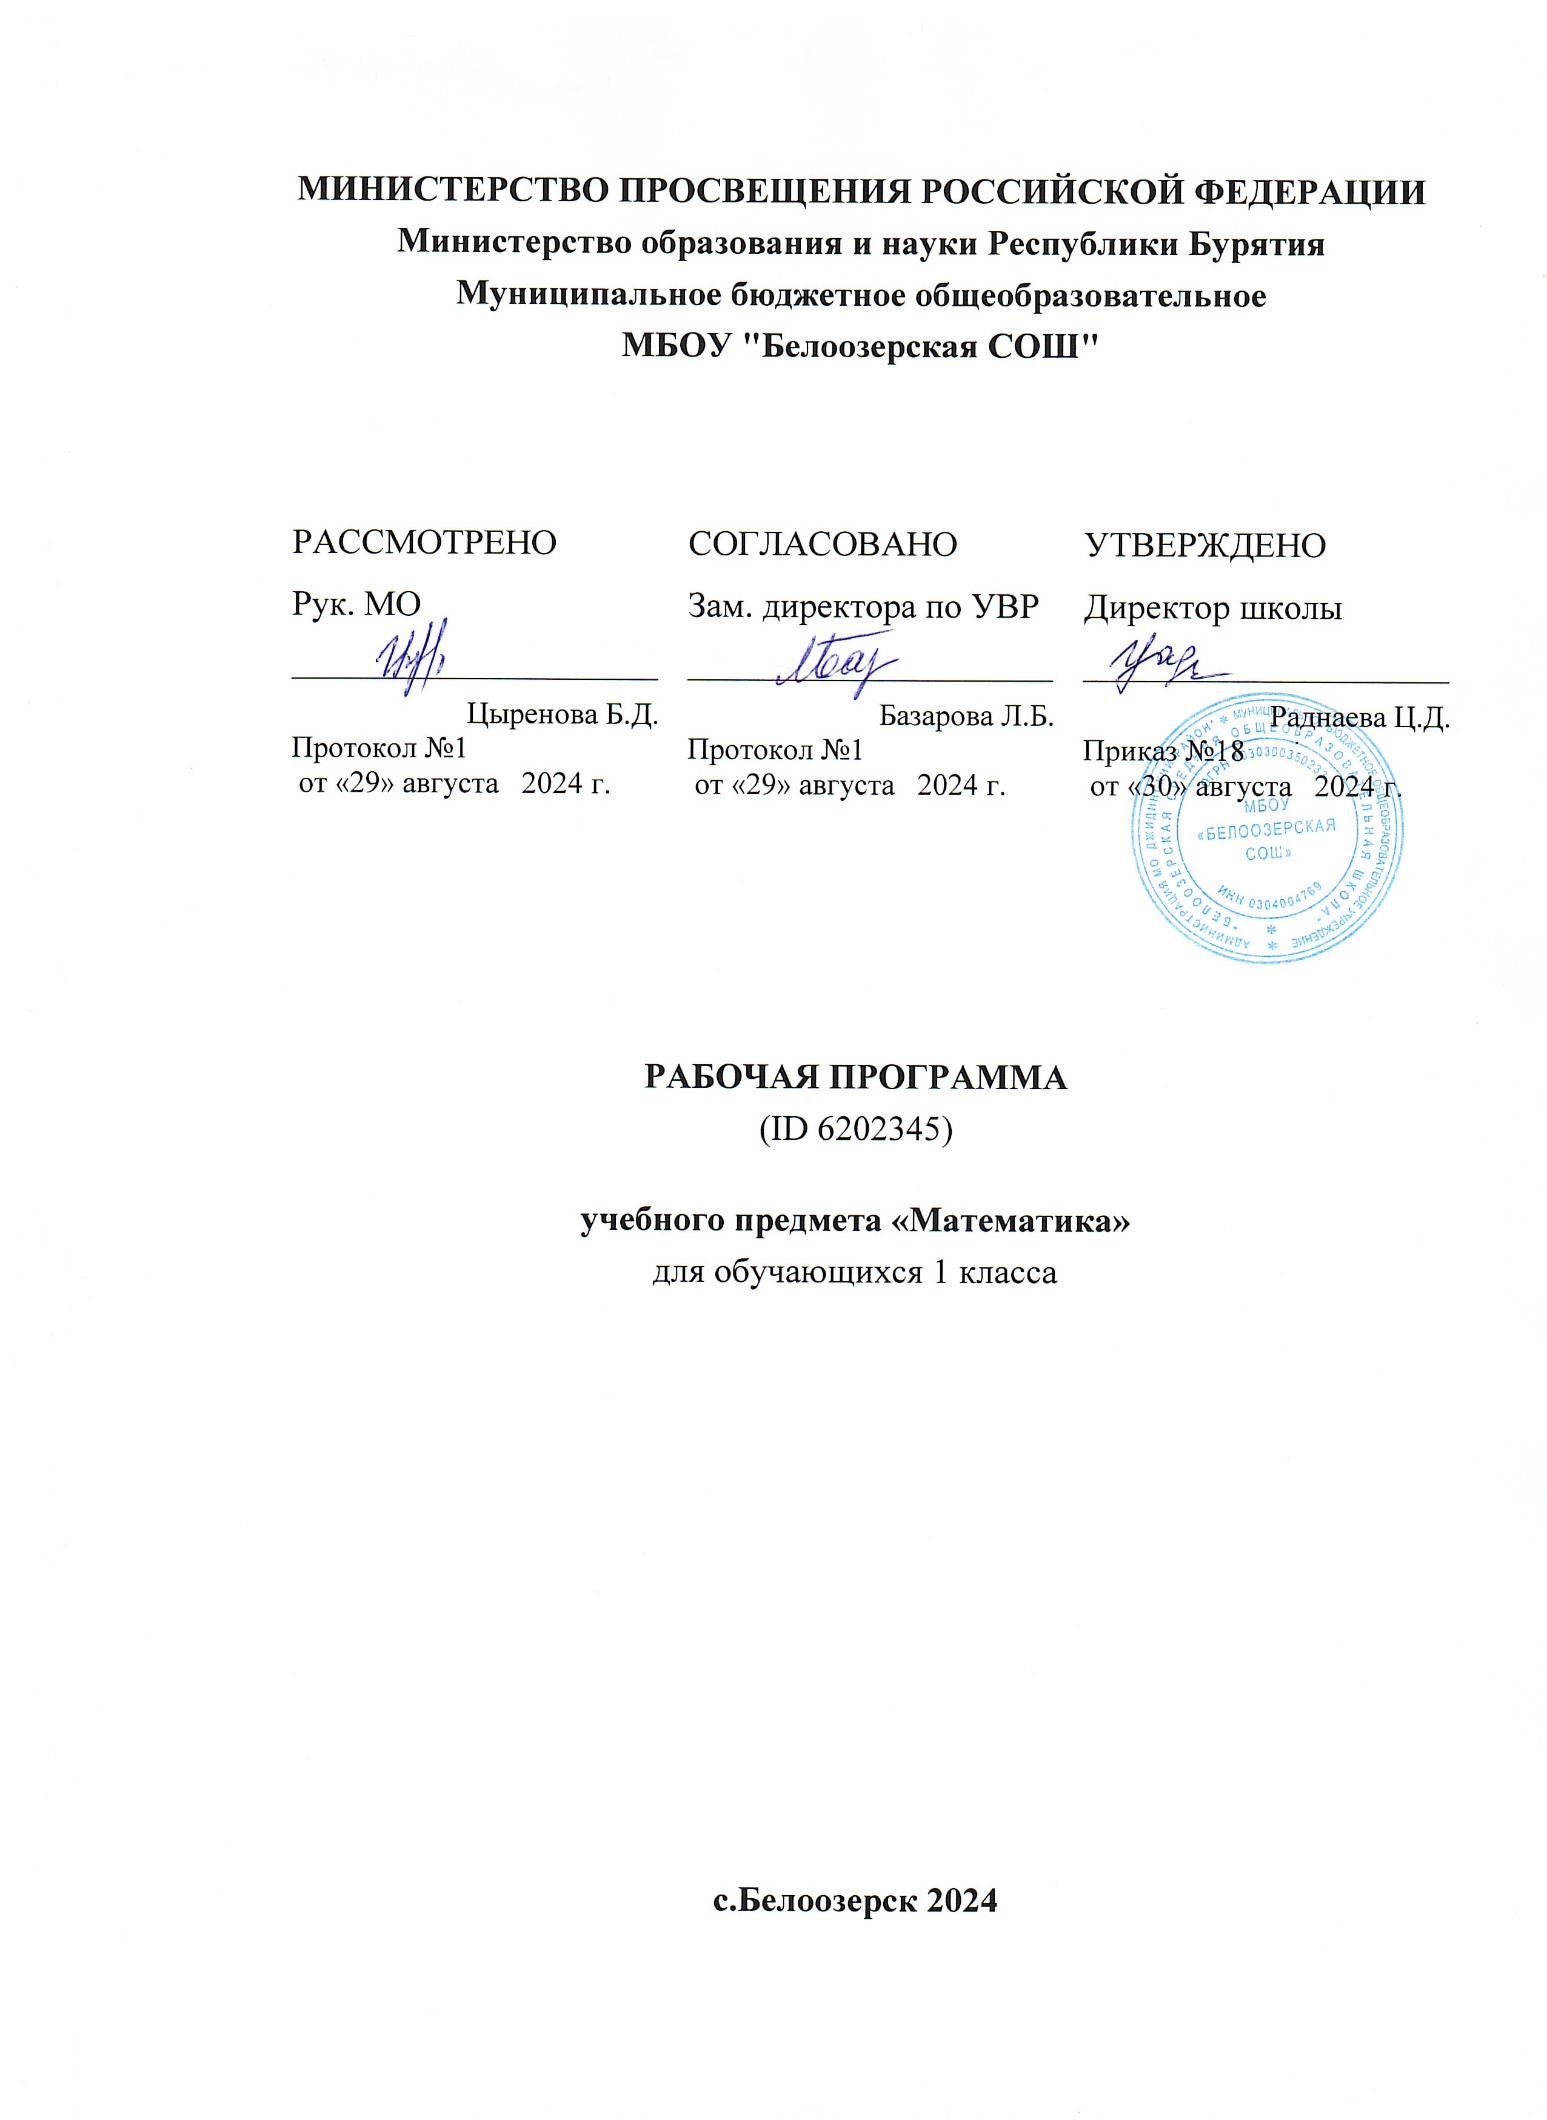 МИНИСТЕРСТВО ПРОСВЕЩЕНИЯ РОССИЙСКОЙ ФЕДЕРАЦИИ
Министерство образования и науки Республики Бурятия
Муниципальное бюджетное общеобразовательное
МБОУ "Белоозерская СОШ"
РАССМОТРЕНО
Рук. МО
Цыренова Б.Д.
Протокол №1
от «29» августа 2024 г.
СОГЛАСОВАНО
Зам. директора по УВР
Базарова Л.Б.
Протокол №1
от «29» августа 2024 г.
УТВЕРЖДЕНО
Директор школы
Раднаева Ц.Д.
Приказ №18
от «30» августа 2024 г.
МБОУ
«БЕЛООЗЕРСКАЯ
СОШ»
ИНН 0304004769
РАБОЧАЯ ПРОГРАММА
(ID 6202345)
учебного предмета «Математика»
для обучающихся 1 класса
с.Белоозерск 2024